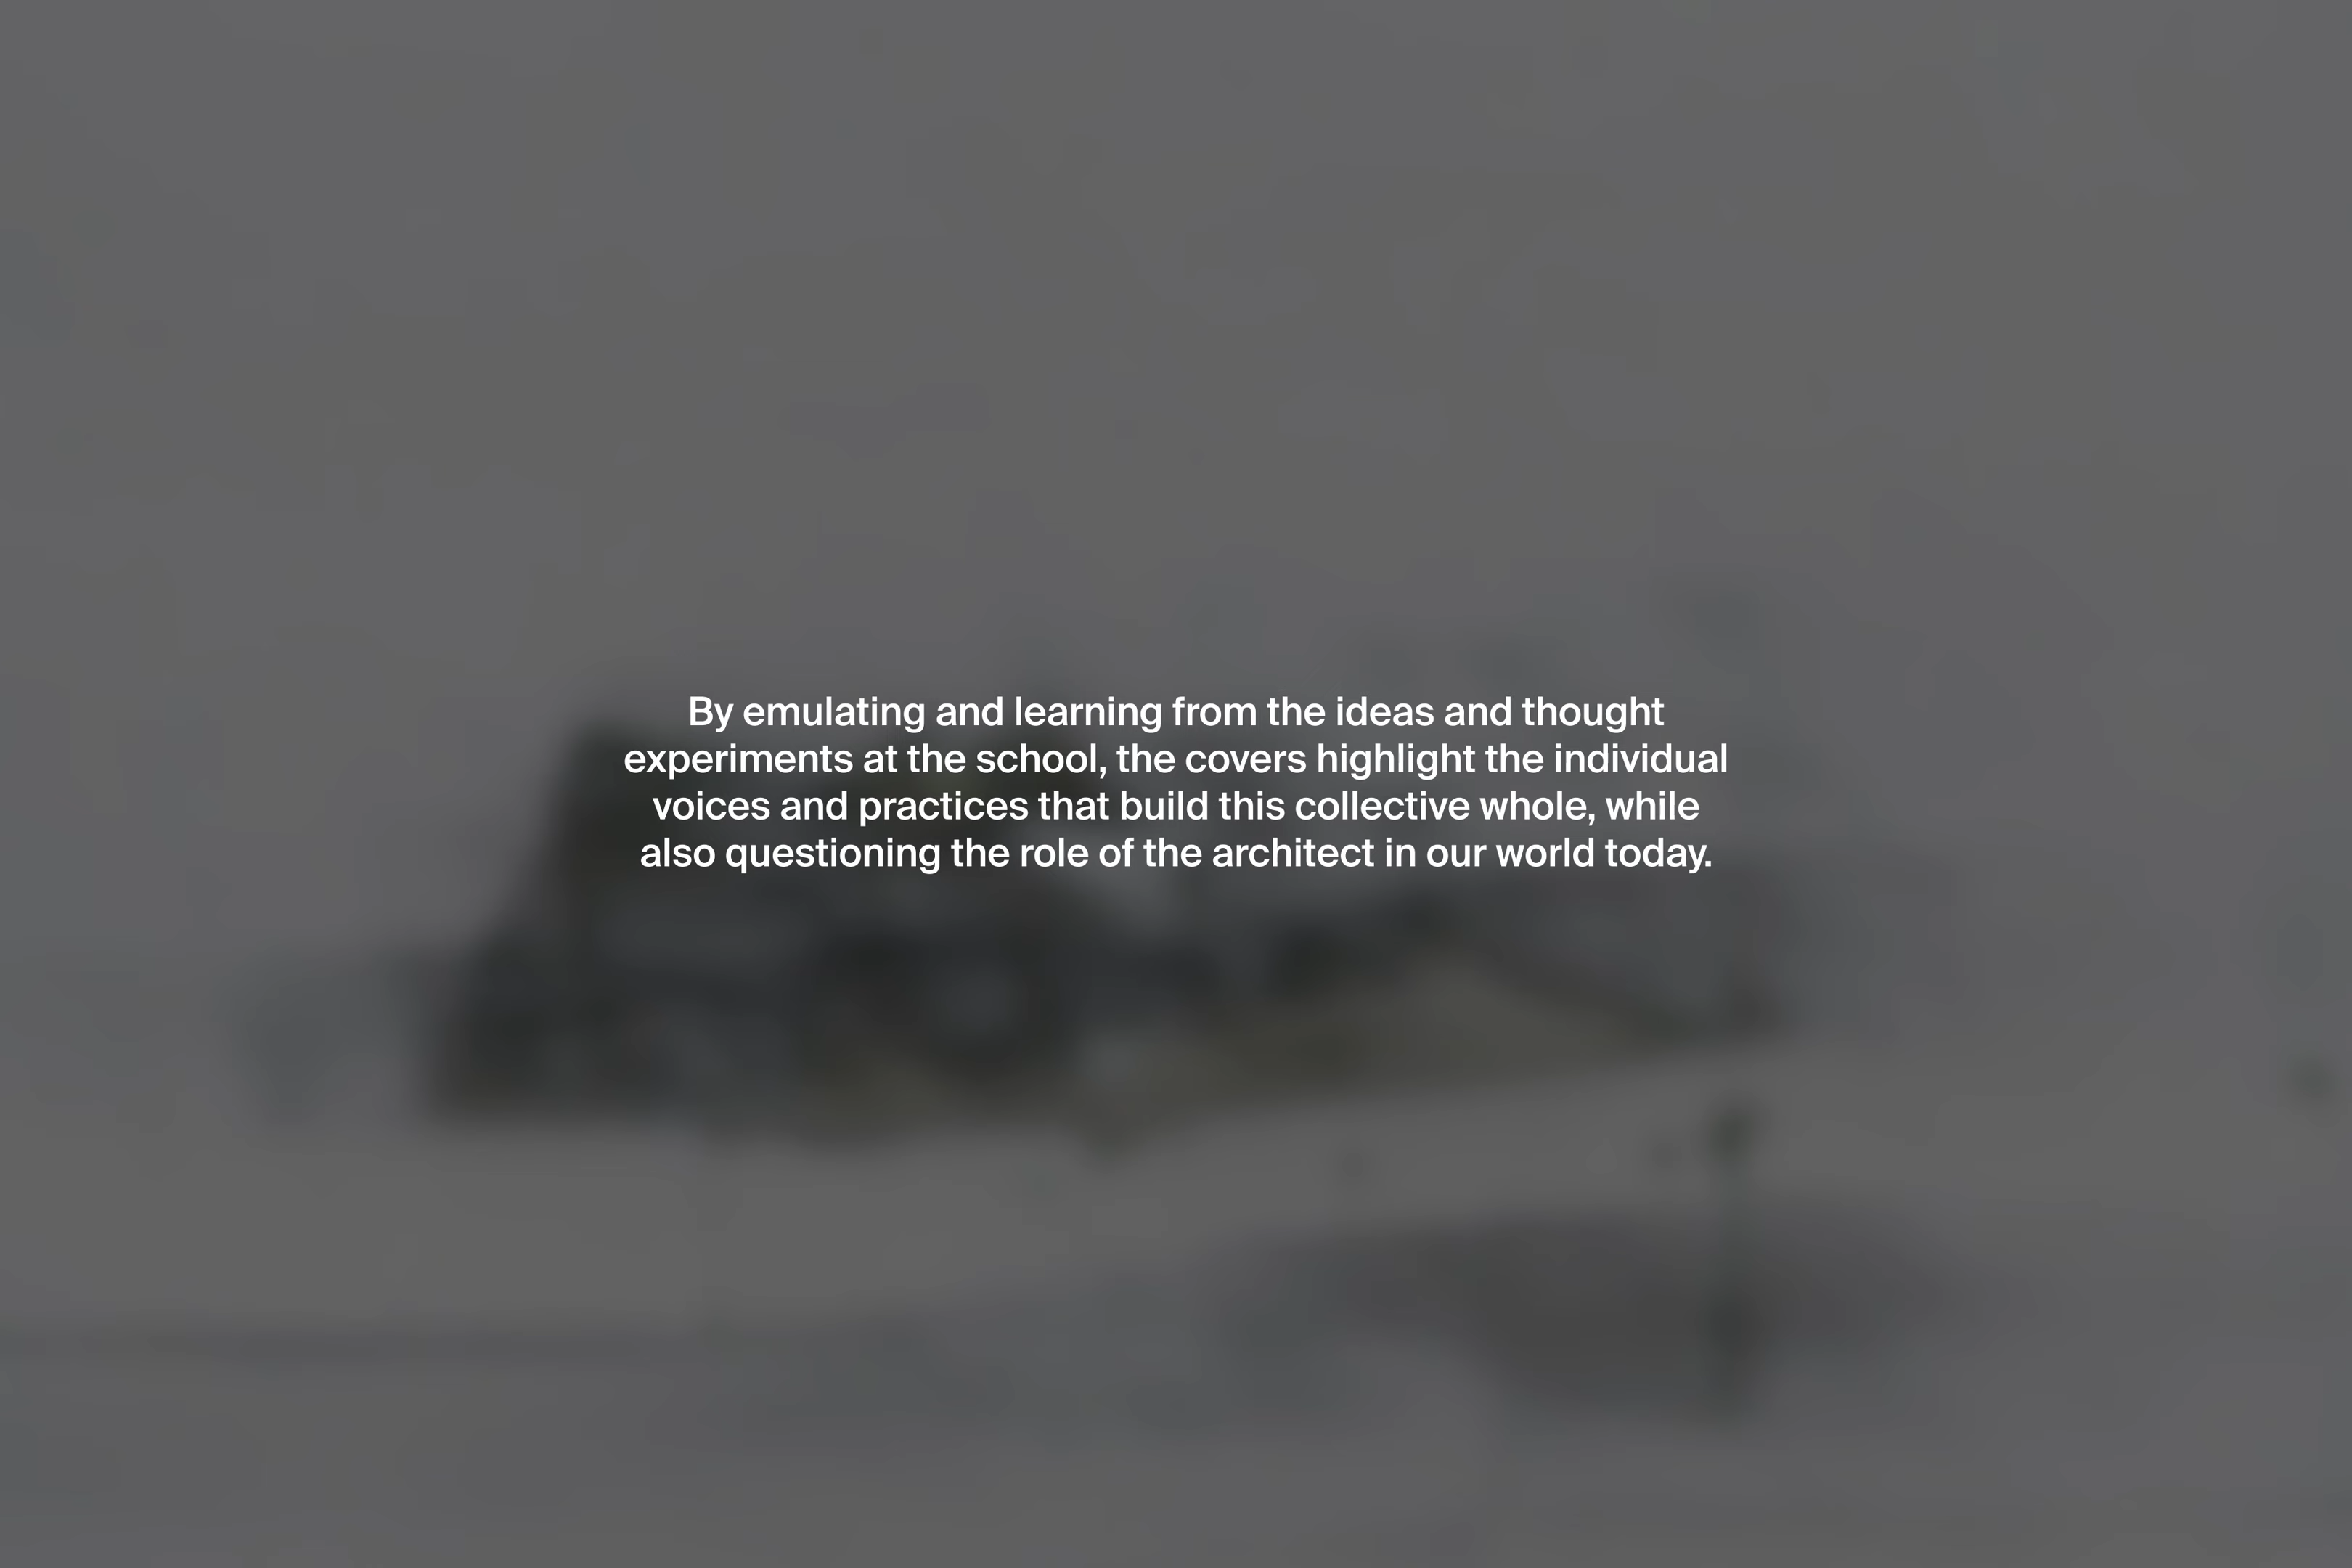 By emulating and learning from the ideas and thought
experiments at the school, the covers highlight the individual
voices and practices that build this collective whole, while
also questioning the role of the architect in our world today.